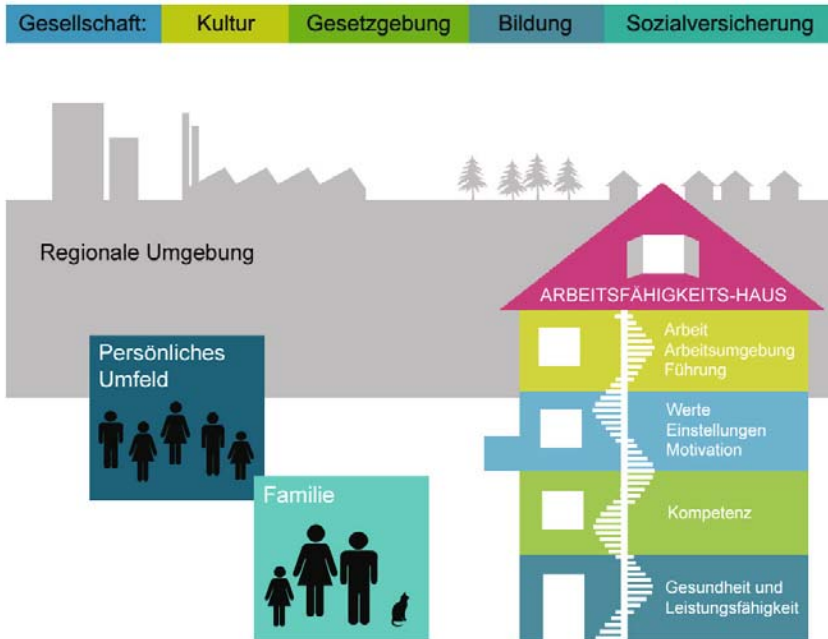 Gesellschaft: Kultur Gesetzgebung Bildung Sozialversicherung
Regionale Umgebung
ARBEITSFÄHIGKEITS-HAUS
Arbeit
Arbeitsumgebung
Führung
Persönliches
Umfeld
Werte
Einstellungen
Motivation
Familie
Kompetenz
Gesundheit und
Leistungsfähigkeit